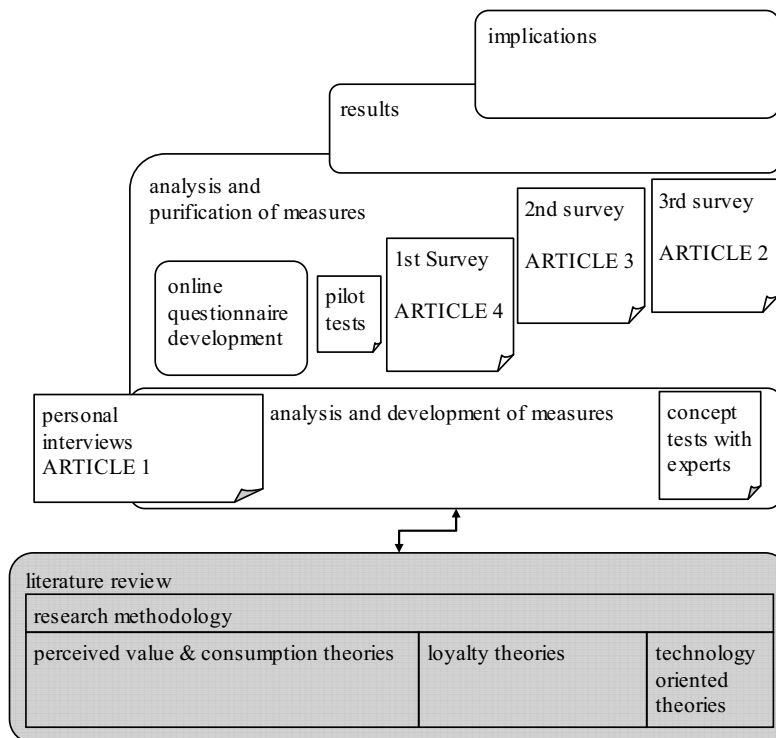 implications
results
analysis and
purification of measures
online
questionnaire
development
pilot
tests
1st Survey
ARTICLE 4
2nd survey
ARTICLE 3
3rd survey
ARTICLE 2
personal
interviews
ARTICLE 1
analysis and development of measures
concept
tests with
experts
literature review
research methodology
perceived value & consumption theories
loyalty theories
technology
oriented
theories